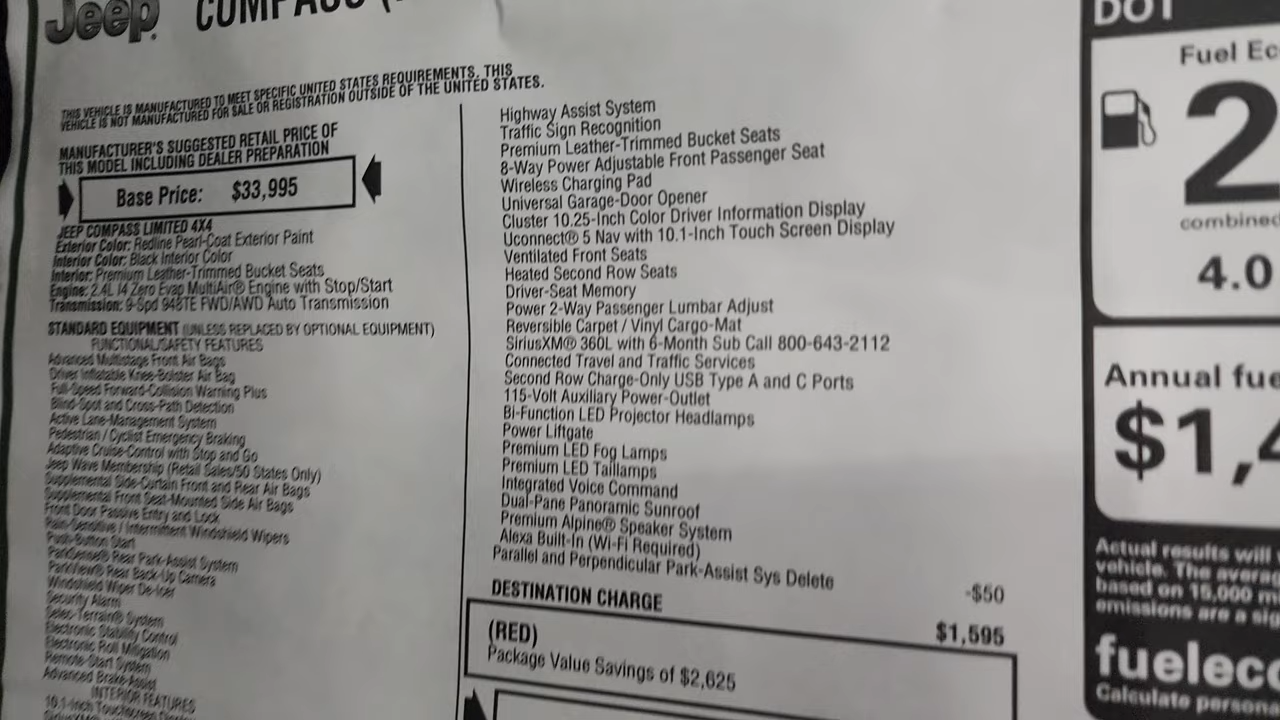 Jeep
COMPASS
THIS VEHICLE IS MANUFACTURED TO MEET SPECIFIC UNITED STATES REQUIREMENTS. THIS
VEHICLE IS NOT MANUFACTURED FOR SALE OR REGISTRATION OUTSIDE OF THE UNITED STATES.
MANUFACTURER'S SUGGESTED RETAIL PRICE OF
THIS MODEL INCLUDING DEALER PREPARATION
Base Price: $33,995
JEEP COMPASS LIMITED 4X4
Exterior Color: Redline Pearl-Coat Exterior Paint
Interior Color: Black Interior Color
Interior: Premium Leather-Trimmed Bucket Seats
Engine: 2.4L I4 Zero Evap MultiAir® Engine with Stop/Start
Transmission: 9-Spd 948TE FWD/AWD Auto Transmission
STANDARD EQUIPMENT (UNLESS REPLACED BY OPTIONAL EQUIPMENT)
FUNCTIONAL/SAFETY FEATURES
Advanced Multistage Front Air Bags
Driver Inflatable Knee-Bolster Air Bag
Full-Speed Forward-Collision Warning Plus
Blind-Spot and Cross-Path Detection
Active Lane-Management System
Pedestrian / Cyclist Emergency Braking
Adaptive Cruise-Control with Stop and Go
Jeep Wave Membership (Retail Sales/50 States Only)
Supplemental Side-Curtain Front and Rear Air Bags
Supplemental Front Seat-Mounted Side Air Bags
Front Door Passive Entry and Lock
Rain-Sensitive / Intermittent Windshield Wipers
Push-Button Start
ParkSense® Rear Park-Assist System
ParkView® Rear Back-Up Camera
Windshield Wiper De-Icer
Security Alarm
Selec-Terrain® System
Electronic Stability Control
Electronic Roll Mitigation
Remote-Start System
Advanced Brake-Assist
INTERIOR FEATURES
10.1-Inch Touchscreen
Highway Assist System
Traffic Sign Recognition
Premium Leather-Trimmed Bucket Seats
8-Way Power Adjustable Front Passenger Seat
Wireless Charging Pad
Universal Garage-Door Opener
Cluster 10.25-Inch Color Driver Information Display
Uconnect® 5 Nav with 10.1-Inch Touch Screen Display
Ventilated Front Seats
Heated Second Row Seats
Driver-Seat Memory
Power 2-Way Passenger Lumbar Adjust
Reversible Carpet / Vinyl Cargo-Mat
SiriusXM® 360L with 6-Month Sub Call 800-643-2112
Connected Travel and Traffic Services
Second Row Charge-Only USB Type A and C Ports
115-Volt Auxiliary Power-Outlet
Bi-Function LED Projector Headlamps
Power Liftgate
Premium LED Fog Lamps
Premium LED Taillamps
Integrated Voice Command
Dual-Pane Panoramic Sunroof
Premium Alpine® Speaker System
Alexa Built-In (Wi-Fi Required)
Parallel and Perpendicular Park-Assist Sys Delete -$50
DESTINATION CHARGE $1,595
(RED)
Package Value Savings of $2,625
DOT
Fuel Ec
2
combined
4.0
Annual fue
$1,4
Actual results will
vehicle. The averag
based on 15,000 m
emissions are a sig
fueleco
Calculate persona